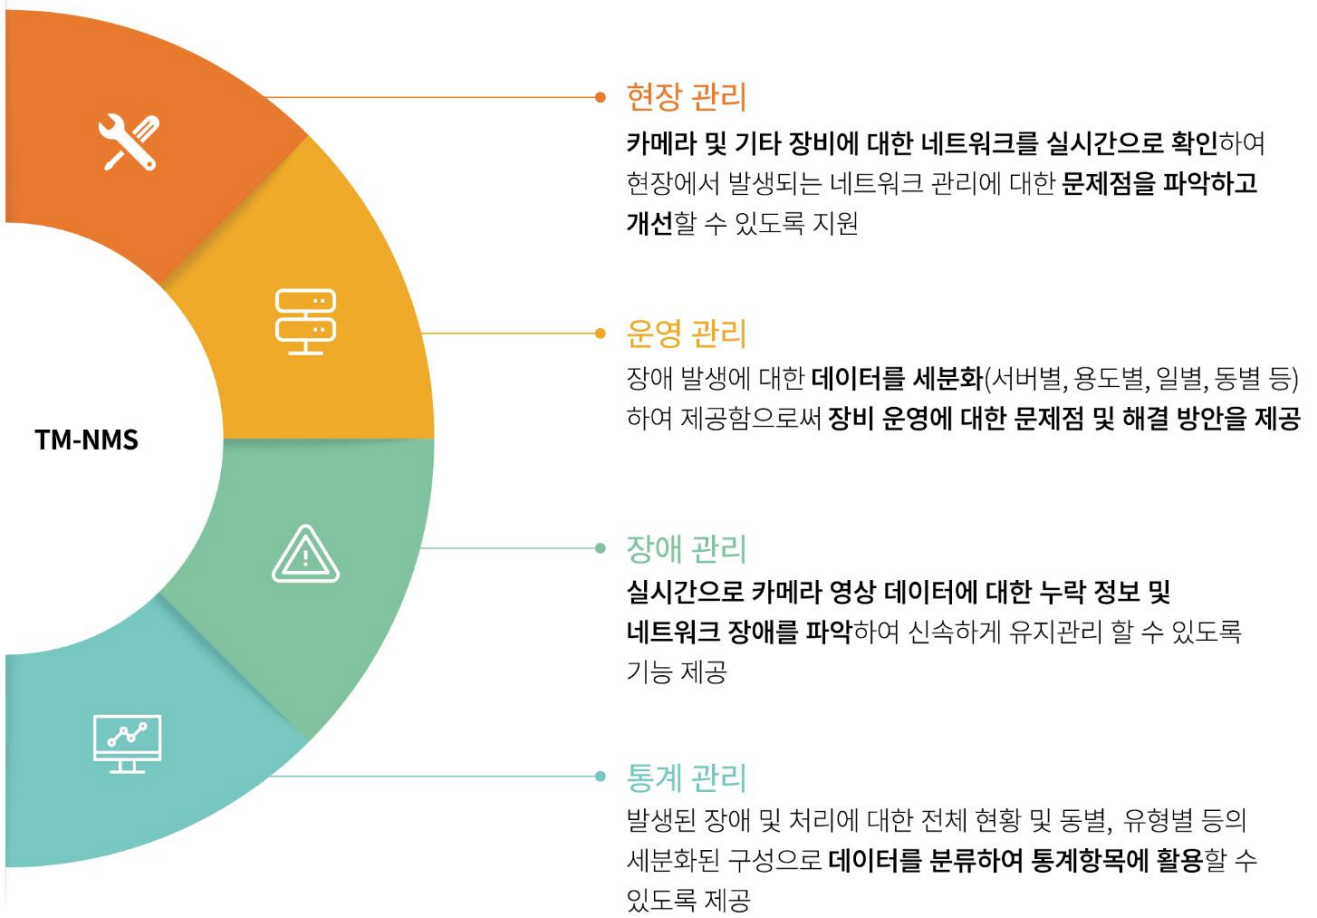 TM-NMS
현장 관리
카메라 및 기타 장비에 대한 네트워크를 실시간으로 확인하여
현장에서 발생되는 네트워크 관리에 대한 문제점을 파악하고
개선할 수 있도록 지원
운영 관리
장애 발생에 대한 데이터를 세분화(서버별, 용도별, 일별, 동별 등)
하여 제공함으로써 장비 운영에 대한 문제점 및 해결 방안을 제공
장애 관리
실시간으로 카메라 영상 데이터에 대한 누락 정보 및
네트워크 장애를 파악하여 신속하게 유지관리 할 수 있도록
기능 제공
통계 관리
발생된 장애 및 처리에 대한 전체 현황 및 동별, 유형별 등의
세분화된 구성으로 데이터를 분류하여 통계항목에 활용할 수
있도록 제공